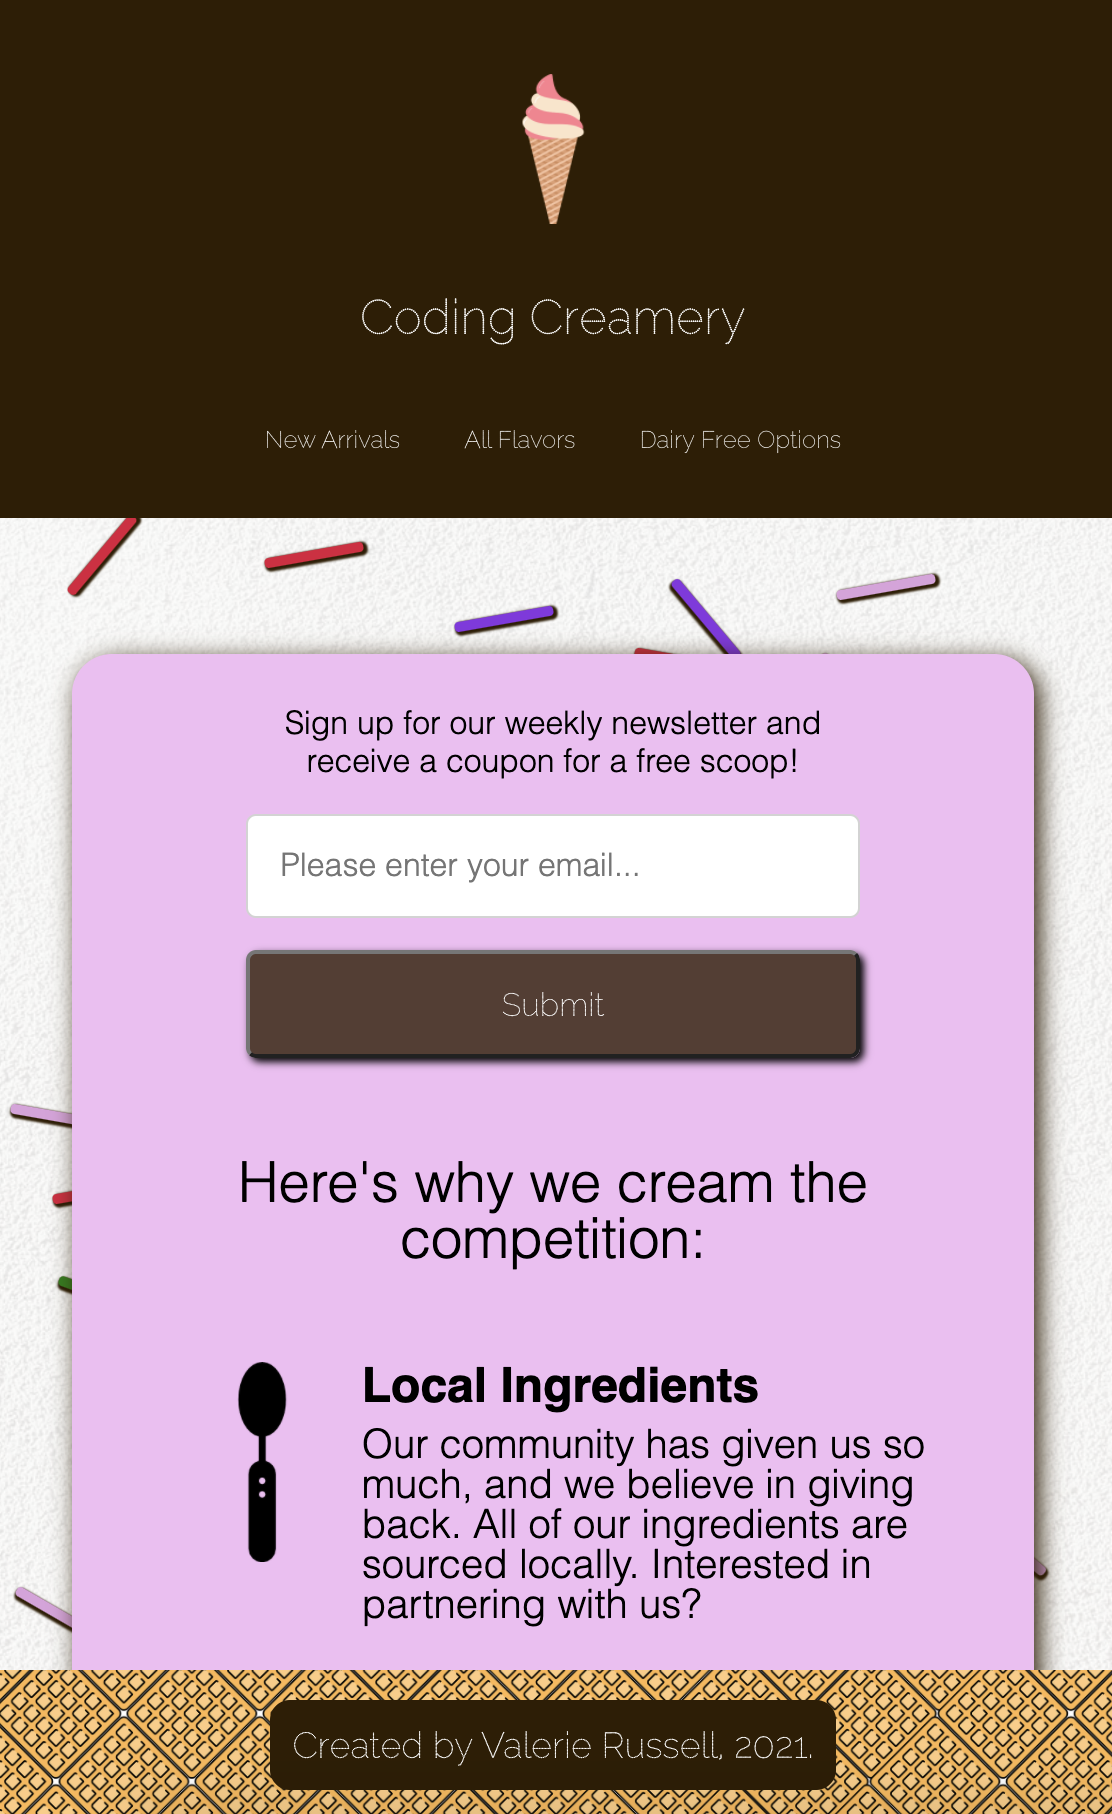 Coding Creamery
New Arrivals All Flavors Dairy Free Options
Sign up for our weekly newsletter and
receive a coupon for a free scoop!
Please enter your email...
Submit
Here's why we cream the
competition:
Local Ingredients
Our community has given us so
much, and we believe in giving
back. All of our ingredients are
sourced locally. Interested in
partnering with us?
Created by Valerie Russell, 2021.